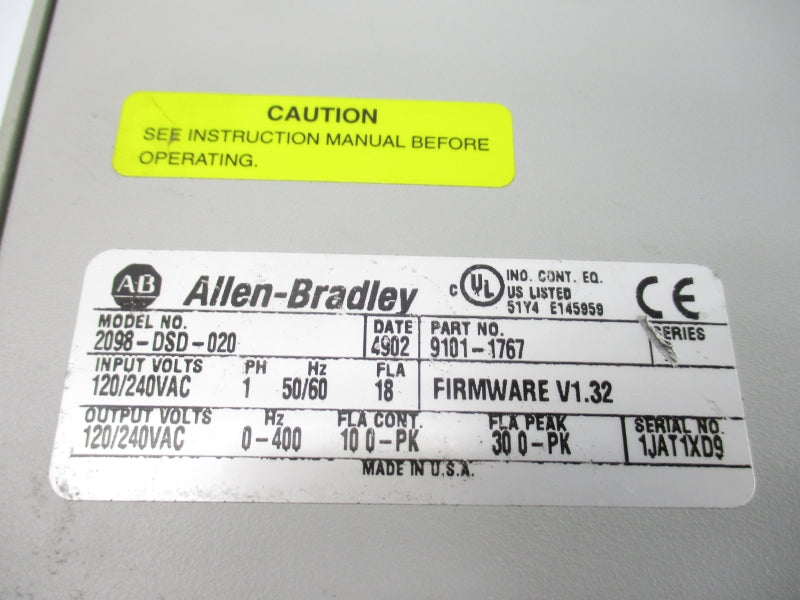 CAUTION
SEE INSTRUCTION MANUAL BEFORE
OPERATING.
AB Allen-Bradley
c UL US LISTED
IND. CONT. EQ.
51Y4 E145959
CE
MODEL NO. DATE PART NO. SERIES
2098-DSD-020 4902 9101-1767
INPUT VOLTS PH Hz FLA
120/240VAC 1 50/60 18 FIRMWARE V1.32
OUTPUT VOLTS Hz FLA CONT. FLA PEAK SERIAL NO.
120/240VAC 0-400 10 0-PK 30 0-PK 1JAT1XD9
MADE IN U.S.A.